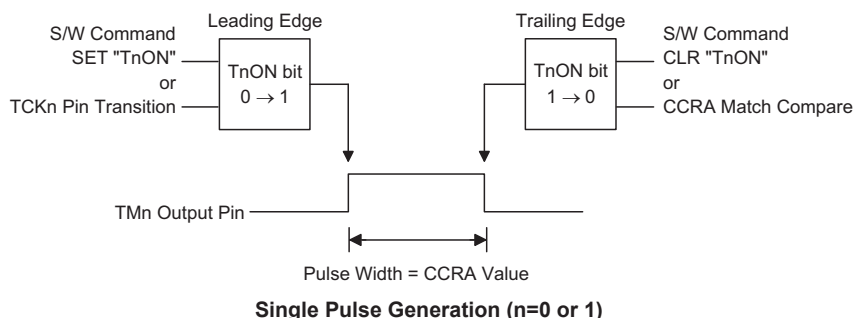 Leading Edge
S/W Command
SET "TnON"
or
TCKn Pin Transition
TnON bit
0 → 1
Trailing Edge
TnON bit
1 → 0
S/W Command
CLR "TnON"
or
CCRA Match Compare
TMn Output Pin
Pulse Width = CCRA Value
Single Pulse Generation (n=0 or 1)